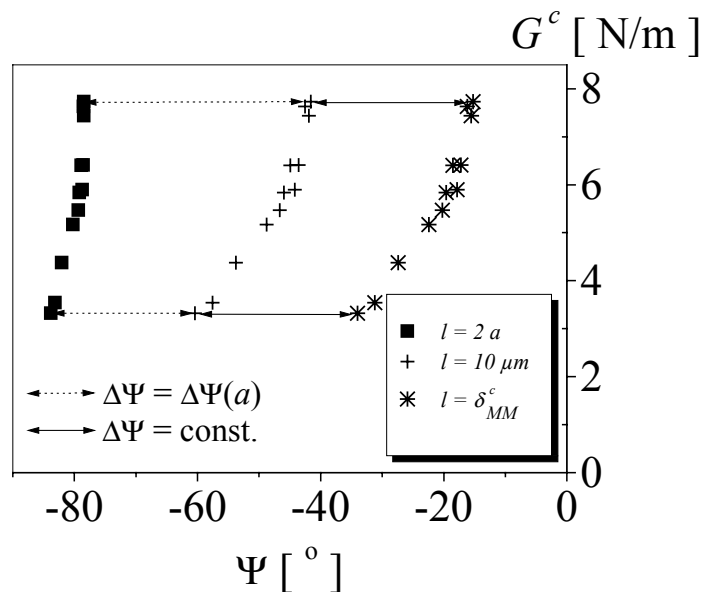 G^c [ N/m ]
8
6
4
2
0
l = 2 a
l = 10 μm
l = δ^c_MM
ΔΨ = ΔΨ(a)
ΔΨ = const.
-80 -60 -40 -20 0
Ψ [ ° ]